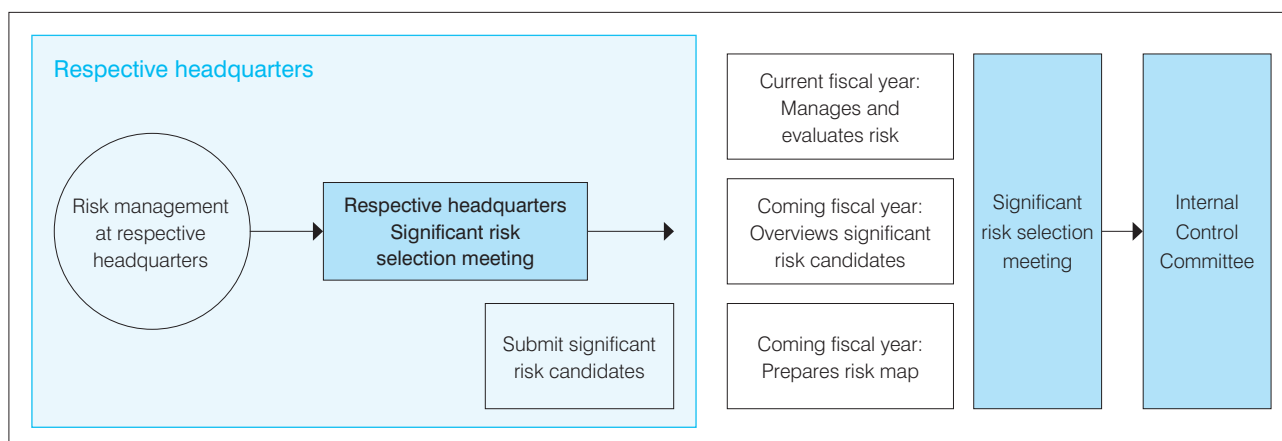 Respective headquarters
Risk management
at respective
headquarters
Respective headquarters
Significant risk
selection meeting
Submit significant
risk candidates
Current fiscal year:
Manages and
evaluates risk
Coming fiscal year:
Overviews significant
risk candidates
Coming fiscal year:
Prepares risk map
Significant
risk selection
meeting
Internal
Control
Committee